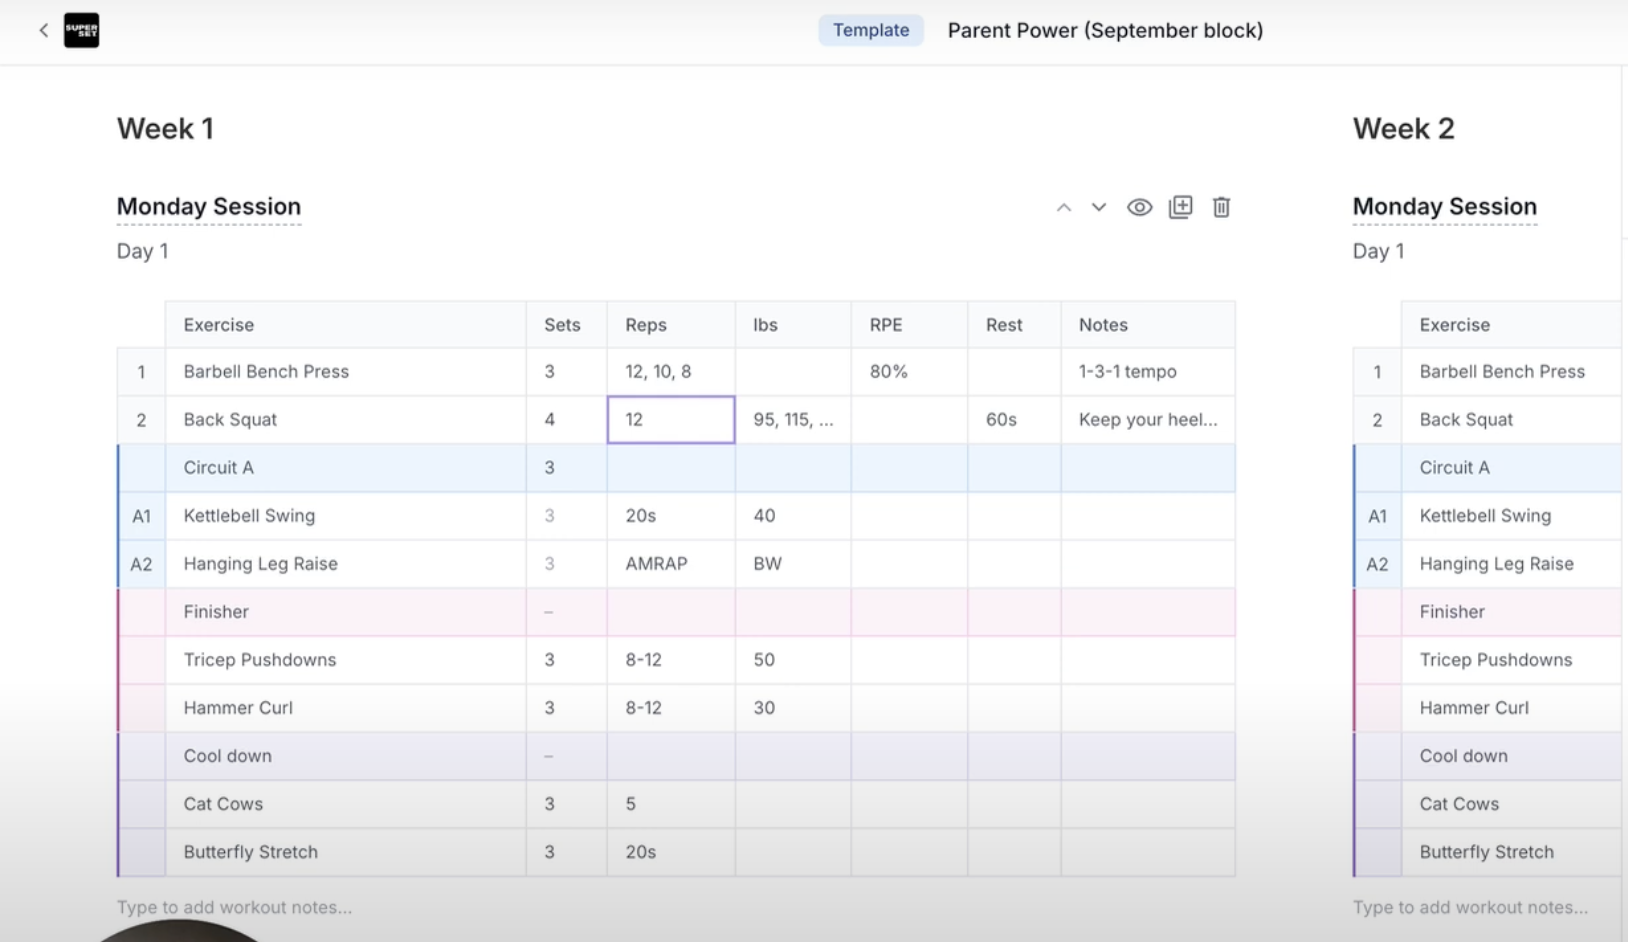 SUPER
SET
Template Parent Power (September block)
Week 1
Monday Session
Day 1
Exercise Sets Reps lbs RPE Rest Notes
1 Barbell Bench Press 3 12, 10, 8 80% 1-3-1 tempo
2 Back Squat 4 12 95, 115, ... 60s Keep your heel...
Circuit A 3
A1 Kettlebell Swing 3 20s 40
A2 Hanging Leg Raise 3 AMRAP BW
Finisher –
Tricep Pushdowns 3 8-12 50
Hammer Curl 3 8-12 30
Cool down –
Cat Cows 3 5
Butterfly Stretch 3 20s
Type to add workout notes...
Week 2
Monday Session
Day 1
Exercise
1 Barbell Bench Press
2 Back Squat
Circuit A
A1 Kettlebell Swing
A2 Hanging Leg Raise
Finisher
Tricep Pushdowns
Hammer Curl
Cool down
Cat Cows
Butterfly Stretch
Type to add workout notes...